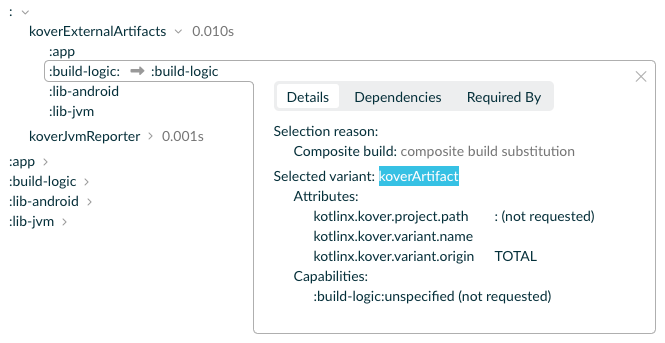 :
koverExternalArtifacts 0.010s
:app
:build-logic: → :build-logic
:lib-android
:lib-jvm
koverJvmReporter 0.001s
:app
:build-logic
:lib-android
:lib-jvm
Details Dependencies Required By
Selection reason:
Composite build: composite build substitution
Selected variant: koverArtifact
Attributes:
kotlinx.kover.project.path : (not requested)
kotlinx.kover.variant.name
kotlinx.kover.variant.origin TOTAL
Capabilities:
:build-logic:unspecified (not requested)